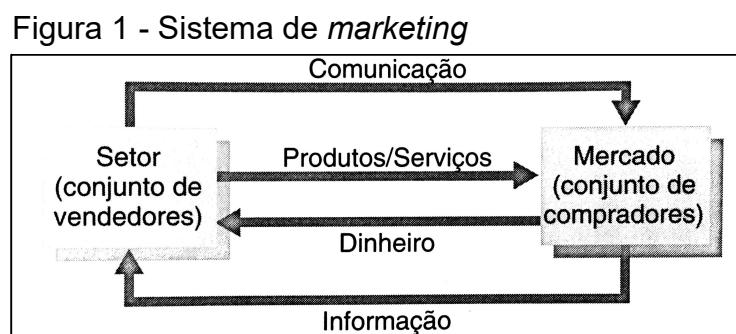 Figura 1 - Sistema de marketing
Comunicação
Setor
(conjunto de
vendedores)
Produtos/Serviços
Mercado
(conjunto de
compradores)
Dinheiro
Informação